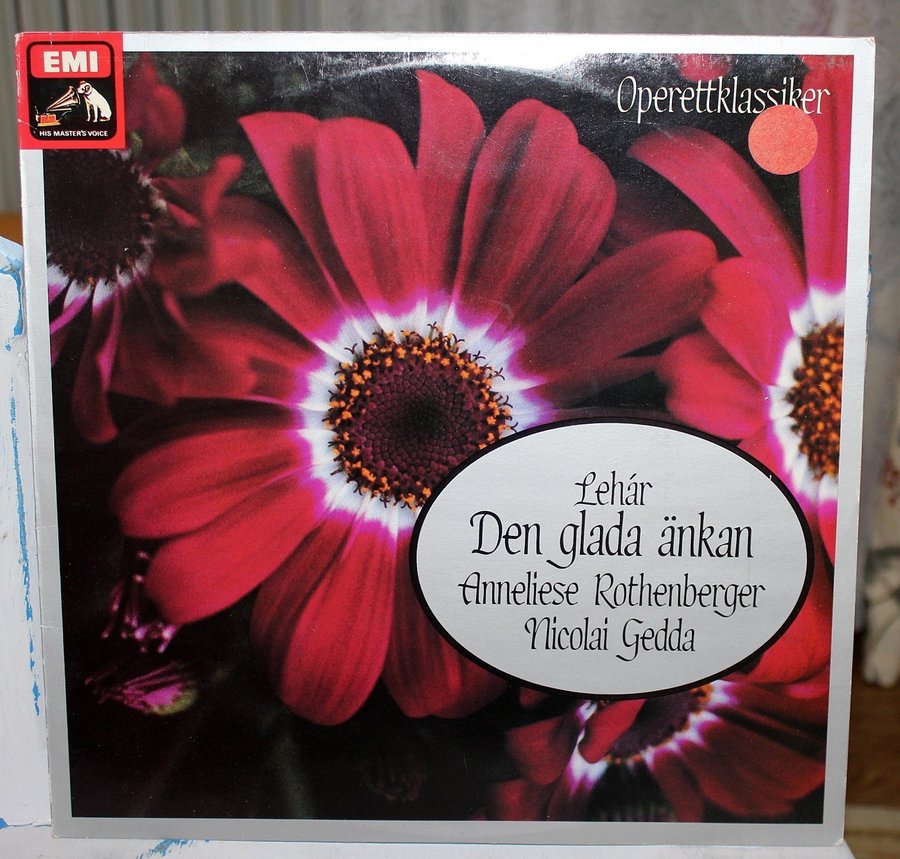 EMI
HIS MASTER'S VOICE
Operettklassiker
Lehár
Den glada änkan
Anneliese Rothenberger
Nicolai Gedda